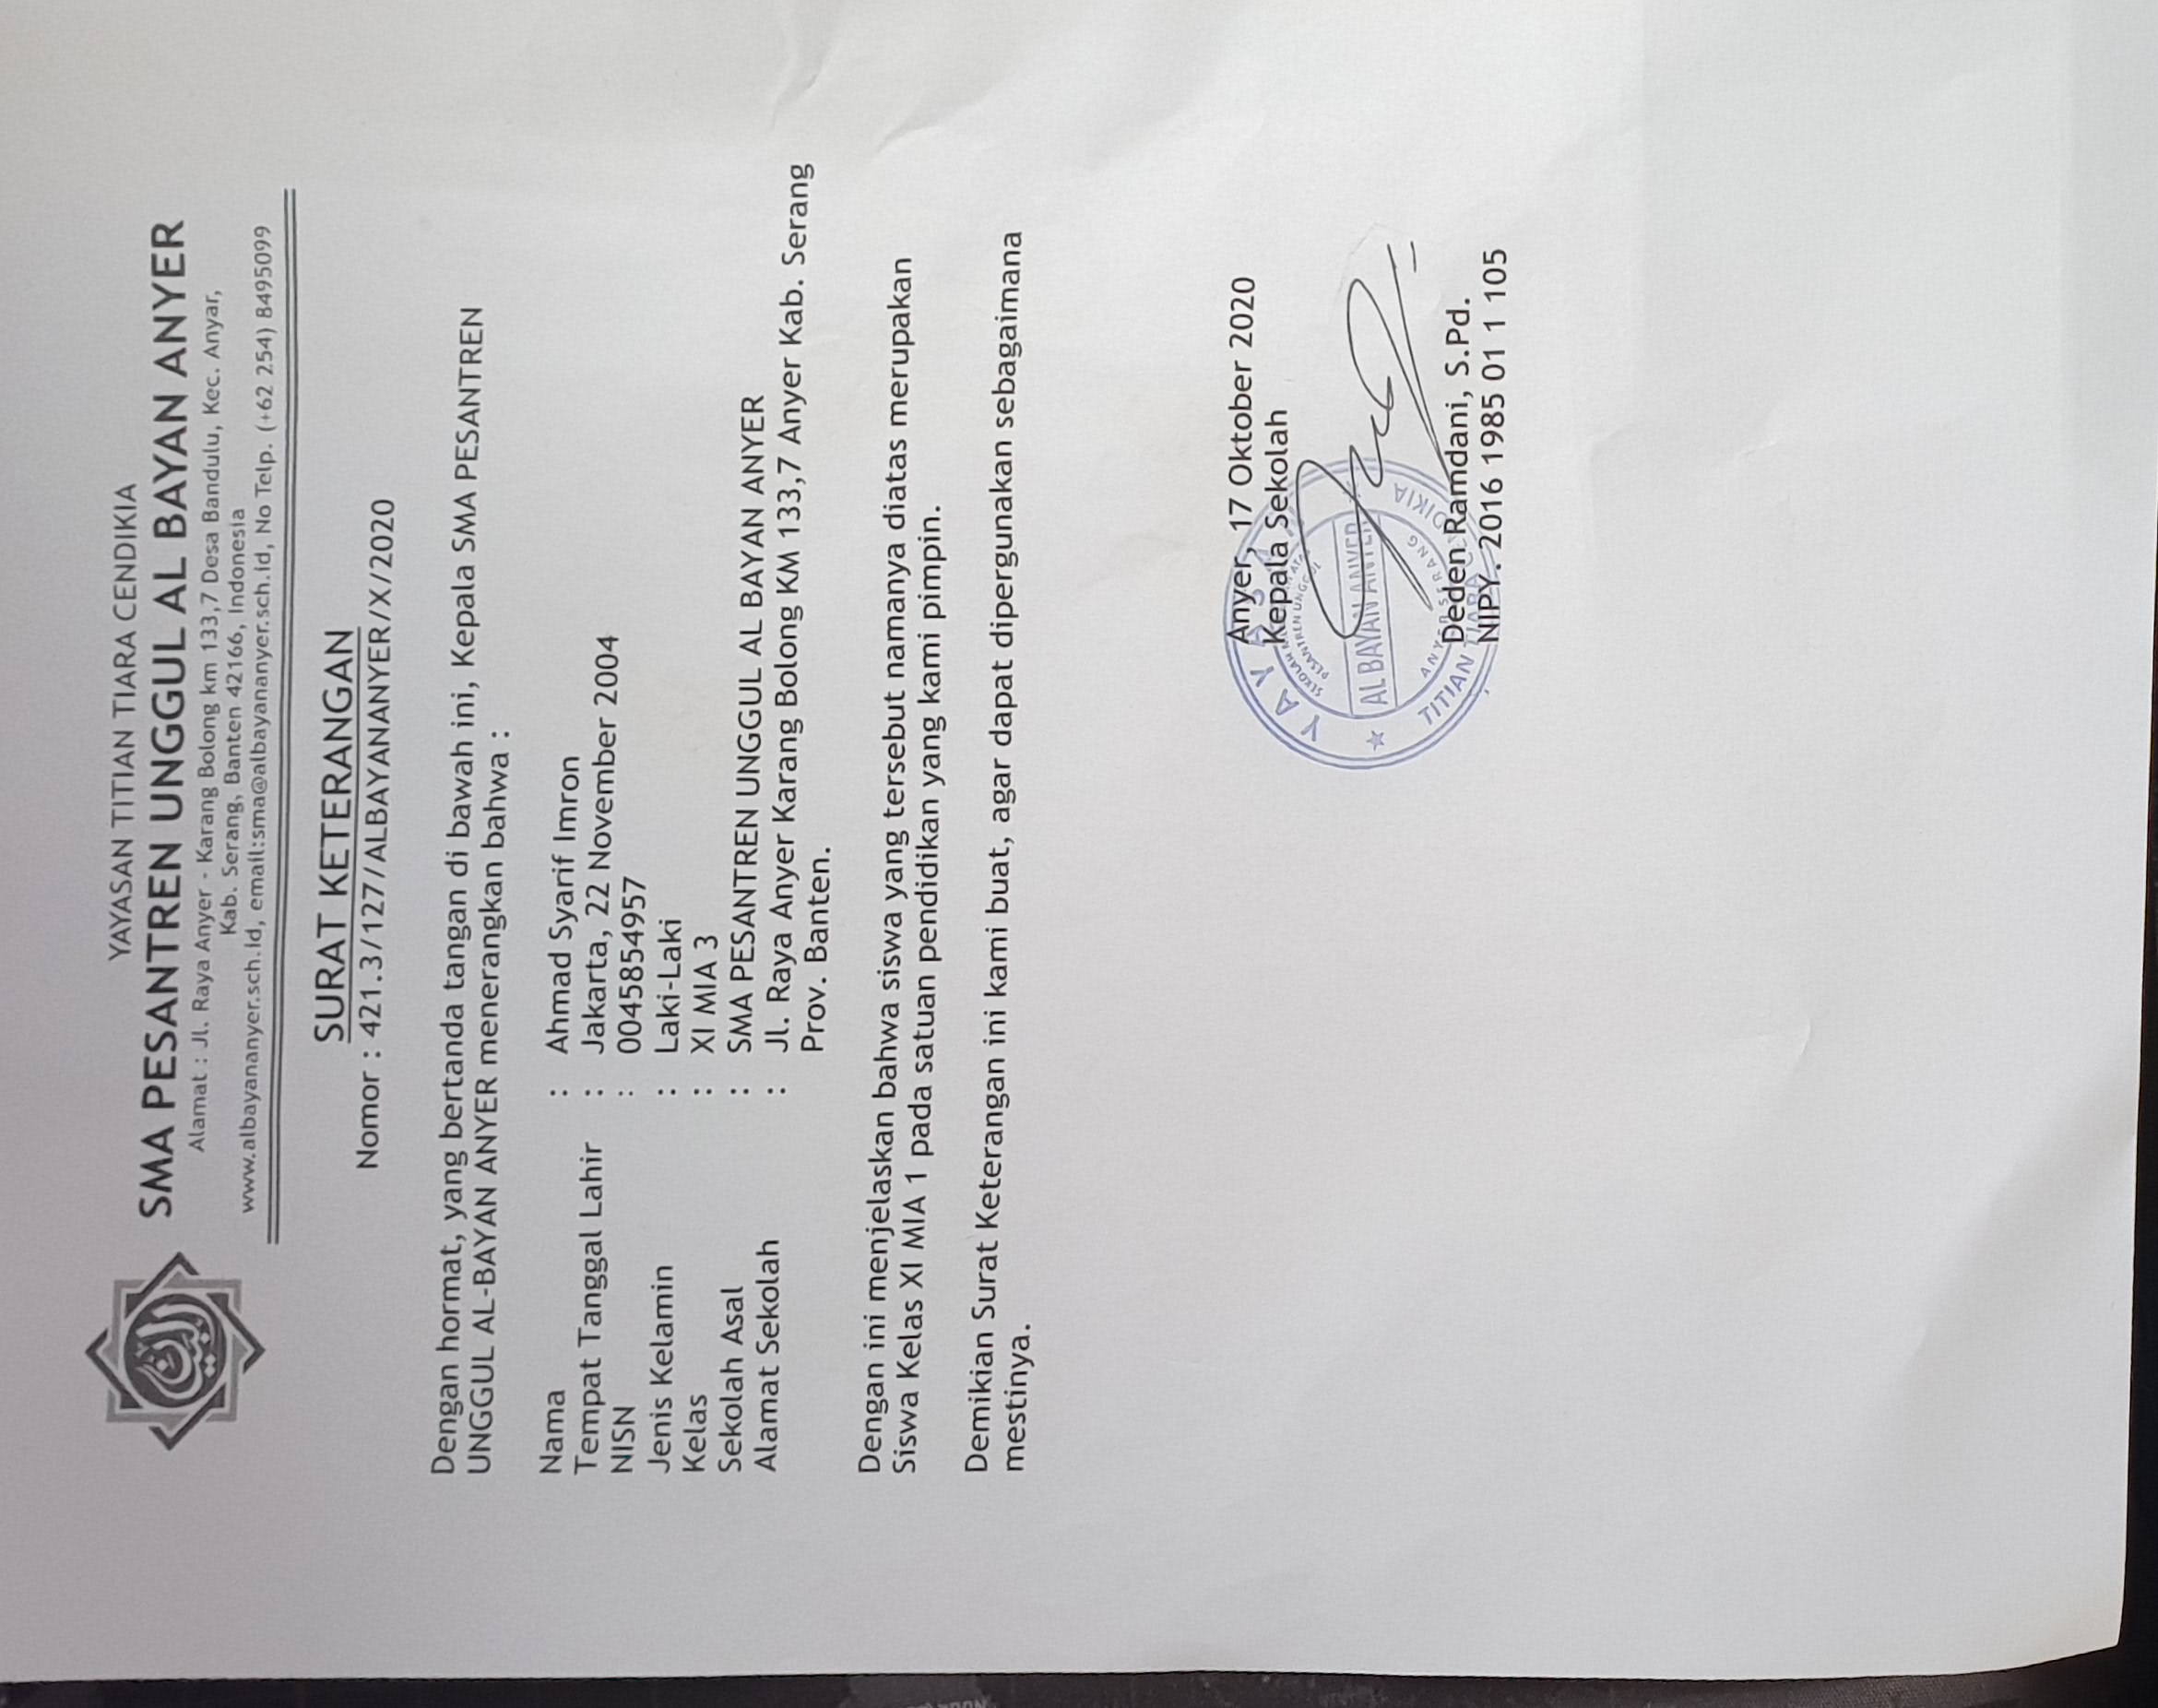 البيان
YAYASAN TITIAN TIARA CENDIKIA
SMA PESANTREN UNGGUL AL BAYAN ANYER
Alamat : Jl. Raya Anyer - Karang Bolong km 133,7 Desa Bandulu, Kec. Anyar,
Kab. Serang, Banten 42166, Indonesia
www.albayananyer.sch.id, email:sma@albayananyer.sch.id, No Telp. (+62 254) 8495099
SURAT KETERANGAN
Nomor : 421.3/127/ALBAYANANYER/X/2020
Dengan hormat, yang bertanda tangan di bawah ini, Kepala SMA PESANTREN
UNGGUL AL-BAYAN ANYER menerangkan bahwa :
Nama : Ahmad Syarif Imron
Tempat Tanggal Lahir : Jakarta, 22 November 2004
NISN : 0045854957
Jenis Kelamin : Laki-Laki
Kelas : XI MIA 3
Sekolah Asal : SMA PESANTREN UNGGUL AL BAYAN ANYER
Alamat Sekolah : Jl. Raya Anyer Karang Bolong KM 133,7 Anyer Kab. Serang
Prov. Banten.
Dengan ini menjelaskan bahwa siswa yang tersebut namanya diatas merupakan
Siswa Kelas XI MIA 1 pada satuan pendidikan yang kami pimpin.
Demikian Surat Keterangan ini kami buat, agar dapat dipergunakan sebagaimana
mestinya.
Anyer, 17 Oktober 2020
Kepala Sekolah
YAYASAN
SEKOLAH
PESANTREN UNGGUL
AL BAYAN ANYER
ANYER SERANG
TITIAN TIARA CENDIKIA
Deden Ramdani, S.Pd.
NIPY. 2016 1985 01 1 105